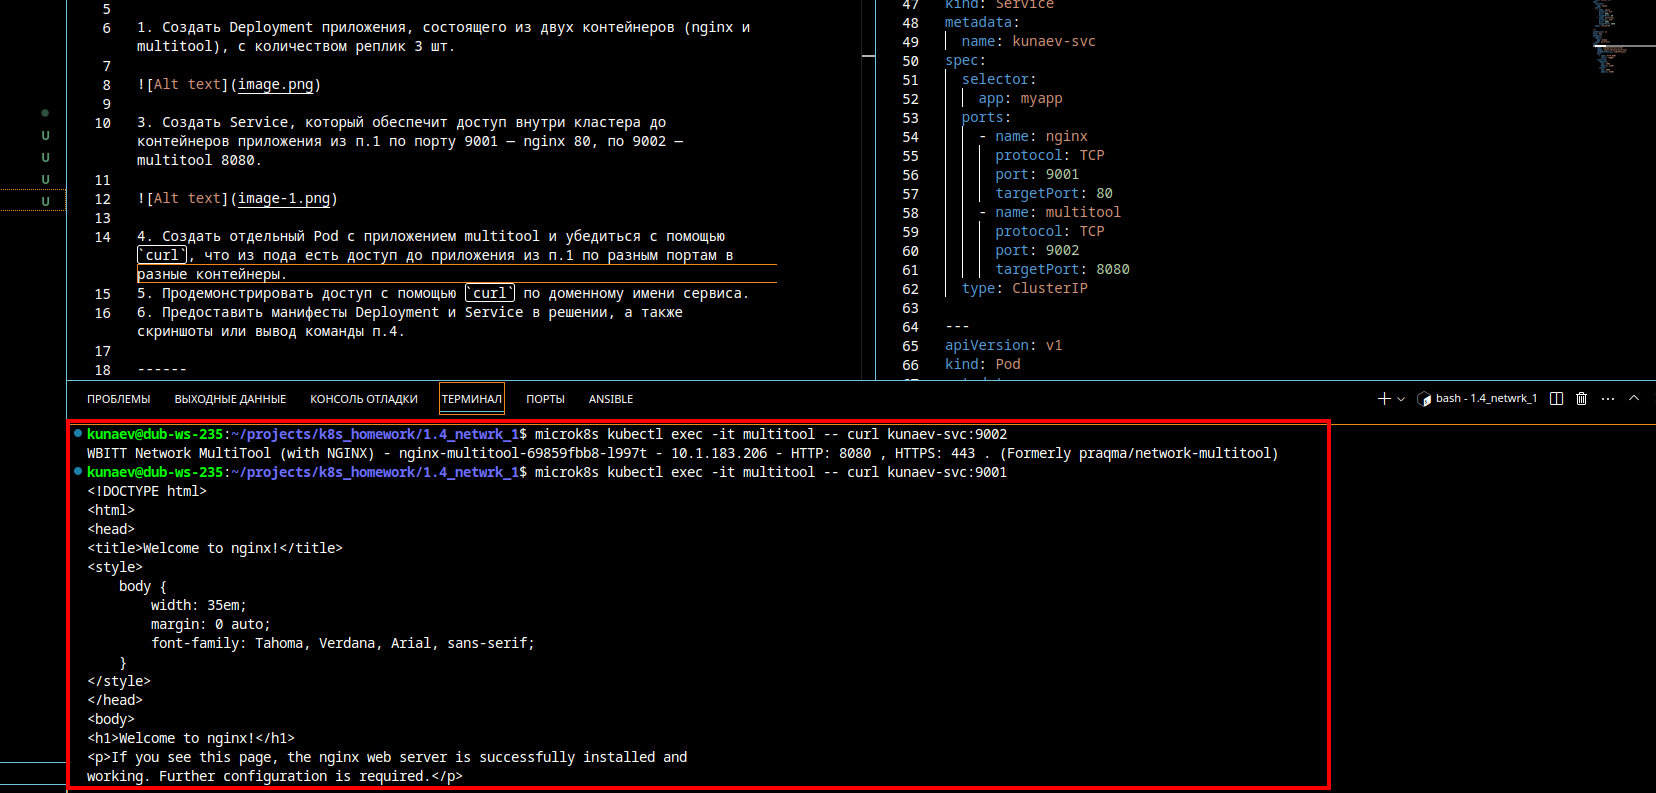 5
6 1. Создать Deployment приложения, состоящего из двух контейнеров (nginx и
multitool), с количеством реплик 3 шт.
7
8 ![Alt text](image.png)
9
10 3. Создать Service, который обеспечит доступ внутри кластера до
контейнеров приложения из п.1 по порту 9001 — nginx 80, по 9002 —
multitool 8080.
11
12 ![Alt text](image-1.png)
13
14 4. Создать отдельный Pod с приложением multitool и убедиться с помощью
`curl`, что из пода есть доступ до приложения из п.1 по разным портам в
разные контейнеры.
15 5. Продемонстрировать доступ с помощью `curl` по доменному имени сервиса.
16 6. Предоставить манифесты Deployment и Service в решении, а также
скриншоты или вывод команды п.4.
17
18 ------
U
U
U
U
47 kind: Service
48 metadata:
49 name: kunaev-svc
50 spec:
51 selector:
52 app: myapp
53 ports:
54 - name: nginx
55 protocol: TCP
56 port: 9001
57 targetPort: 80
58 - name: multitool
59 protocol: TCP
60 port: 9002
61 targetPort: 8080
62 type: ClusterIP
63
64 ---
65 apiVersion: v1
66 kind: Pod
ПРОБЛЕМЫ ВЫХОДНЫЕ ДАННЫЕ КОНСОЛЬ ОТЛАДКИ ТЕРМИНАЛ ПОРТЫ ANSIBLE
bash - 1.4_netwrk_1
kunaev@dub-ws-235:~/projects/k8s_homework/1.4_netwrk_1$ microk8s kubectl exec -it multitool -- curl kunaev-svc:9002
WBITT Network MultiTool (with NGINX) - nginx-multitool-69859fbb8-l997t - 10.1.183.206 - HTTP: 8080 , HTTPS: 443 . (Formerly praqma/network-multitool)
kunaev@dub-ws-235:~/projects/k8s_homework/1.4_netwrk_1$ microk8s kubectl exec -it multitool -- curl kunaev-svc:9001
<!DOCTYPE html>
<html>
<head>
<title>Welcome to nginx!</title>
<style>
body {
width: 35em;
margin: 0 auto;
font-family: Tahoma, Verdana, Arial, sans-serif;
}
</style>
</head>
<body>
<h1>Welcome to nginx!</h1>
<p>If you see this page, the nginx web server is successfully installed and
working. Further configuration is required.</p>